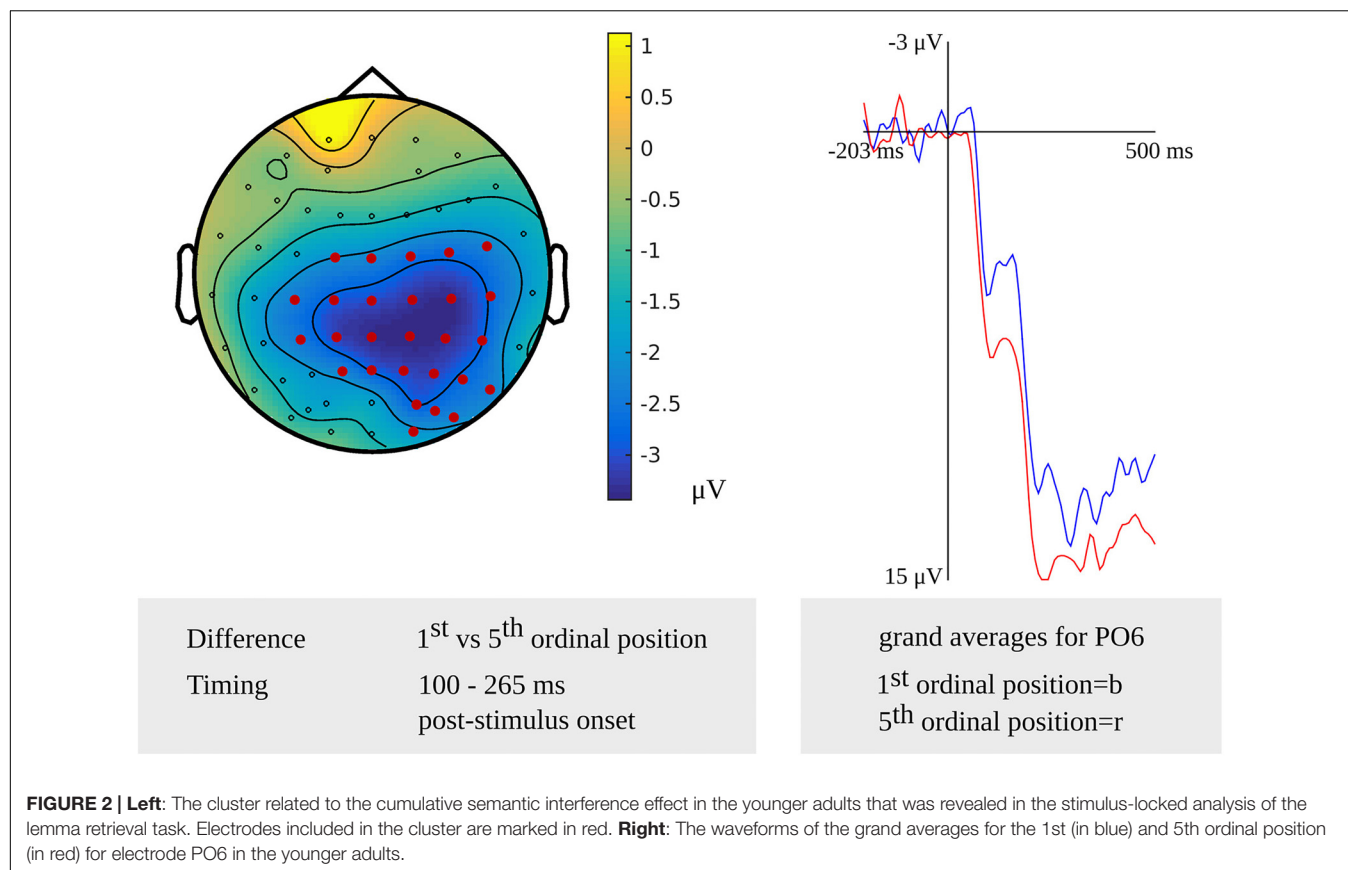 1
0.5
0
-0.5
-1
-1.5
-2
-2.5
-3
μV
-3 μV
-203 ms
500 ms
15 μV
Difference 1st vs 5th ordinal position
Timing 100 - 265 ms
post-stimulus onset
grand averages for PO6
1st ordinal position=b
5th ordinal position=r
FIGURE 2 | Left: The cluster related to the cumulative semantic interference effect in the younger adults that was revealed in the stimulus-locked analysis of the
lemma retrieval task. Electrodes included in the cluster are marked in red. Right: The waveforms of the grand averages for the 1st (in blue) and 5th ordinal position
(in red) for electrode PO6 in the younger adults.